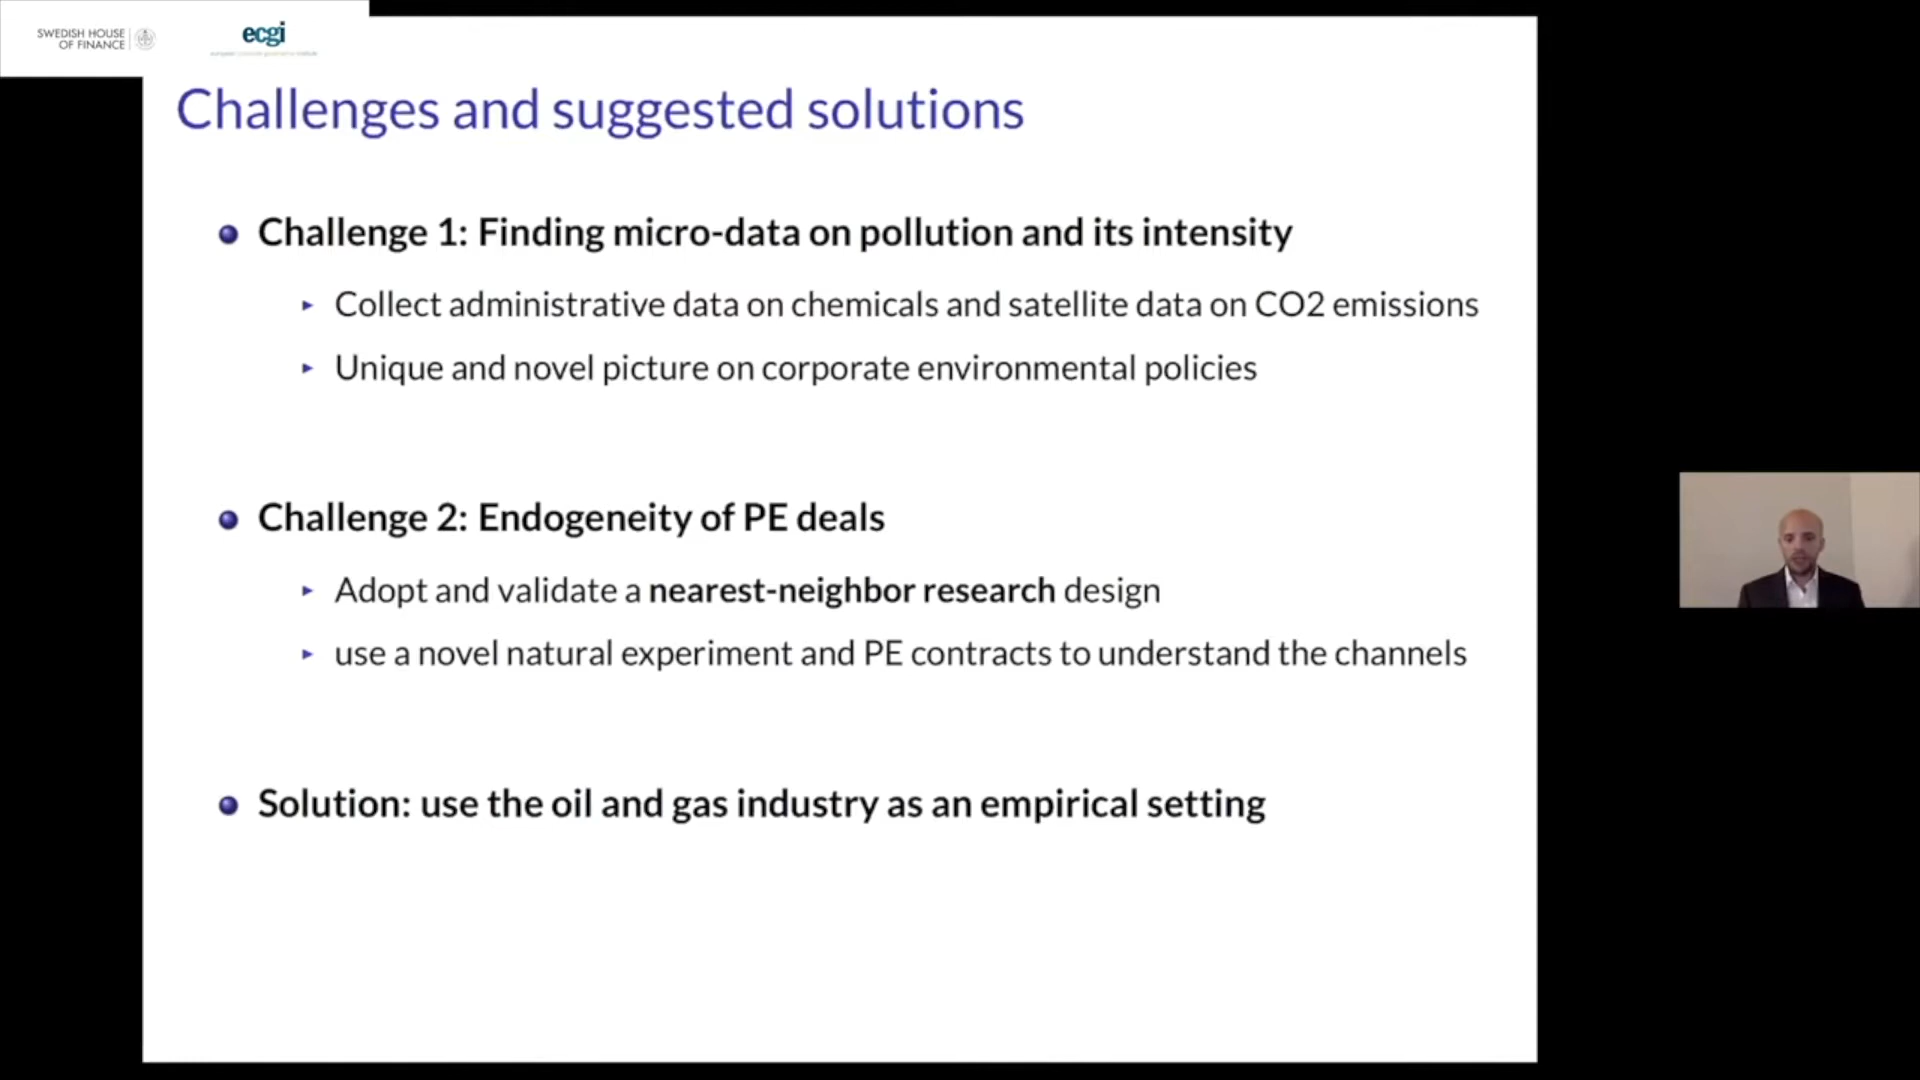 SWEDISH HOUSE
OF FINANCE
ecgi
Challenges and suggested solutions
Challenge 1: Finding micro-data on pollution and its intensity
Collect administrative data on chemicals and satellite data on CO2 emissions
Unique and novel picture on corporate environmental policies
Challenge 2: Endogeneity of PE deals
Adopt and validate a nearest-neighbor research design
use a novel natural experiment and PE contracts to understand the channels
Solution: use the oil and gas industry as an empirical setting